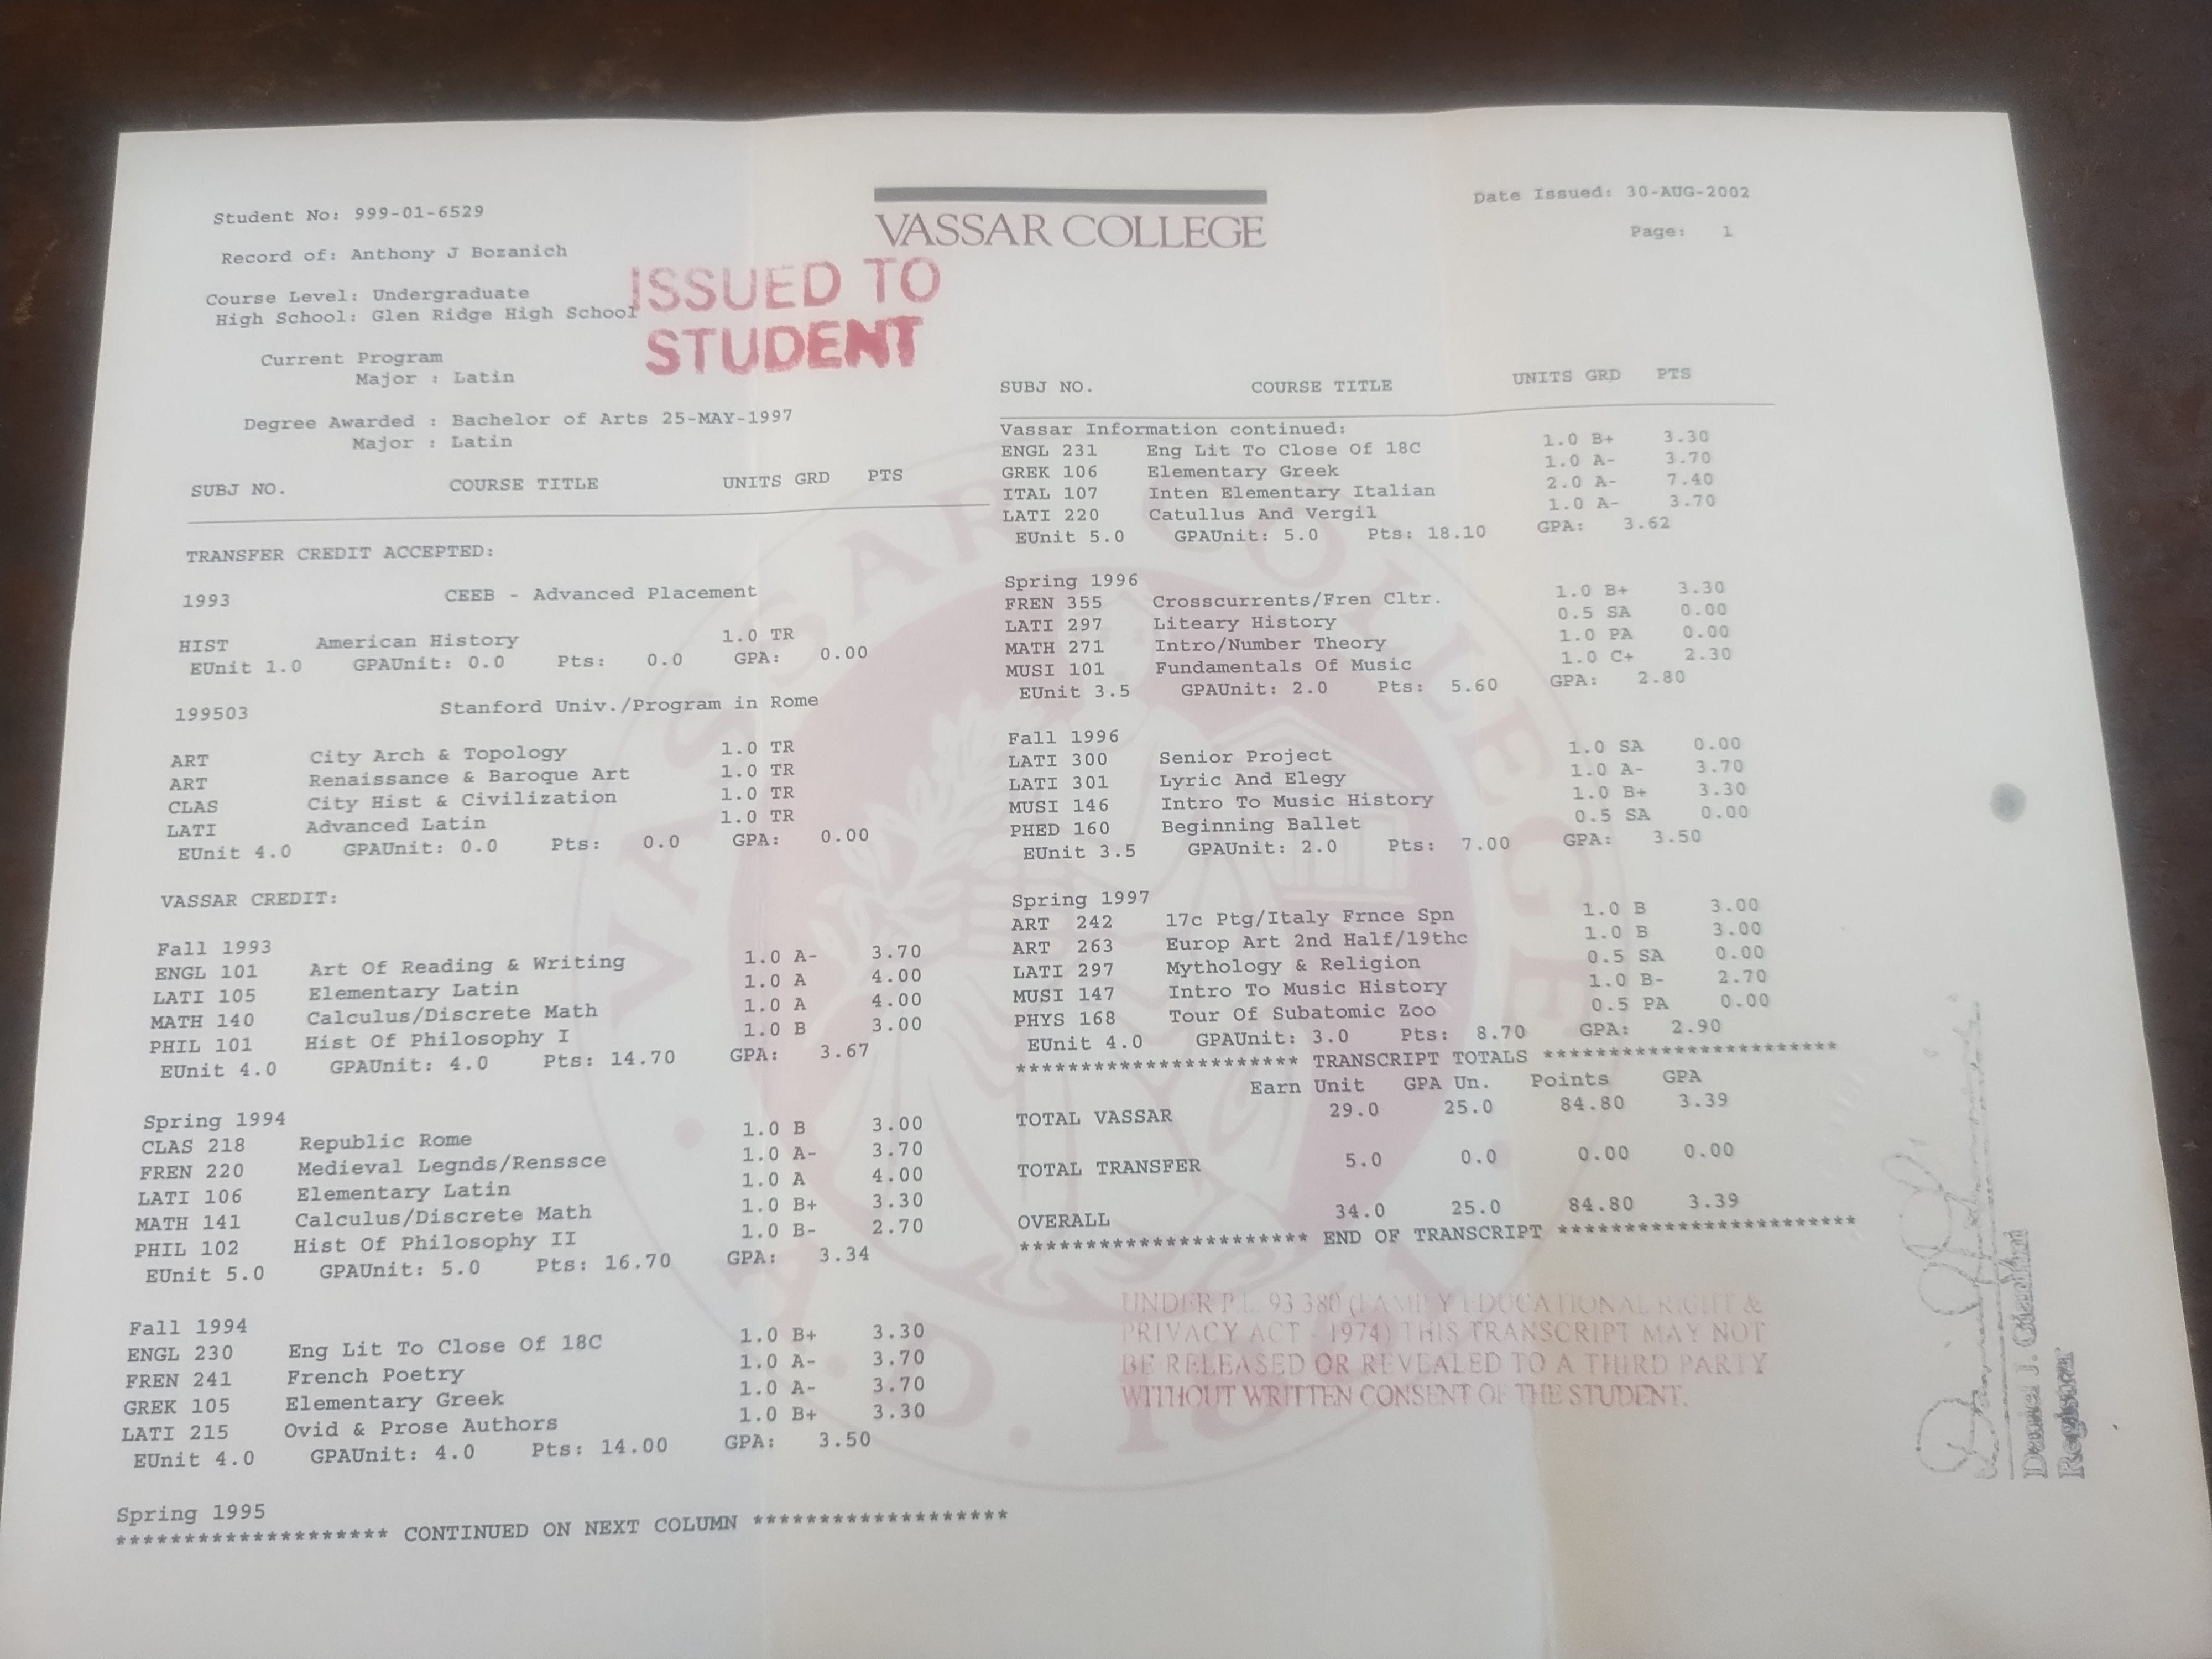 Student No: 999-01-6529
Record of: Anthony J Bozanich
Course Level: Undergraduate
High School: Glen Ridge High School
Current Program
Major : Latin
Degree Awarded : Bachelor of Arts 25-MAY-1997
Major : Latin
VASSAR COLLEGE
ISSUED TO
STUDENT
Date Issued: 30-AUG-2002
Page: 1
SUBJ NO. COURSE TITLE UNITS GRD PTS
TRANSFER CREDIT ACCEPTED:
1993 CEEB - Advanced Placement
HIST American History 1.0 TR
EUnit 1.0 GPAUnit: 0.0 Pts: 0.0 GPA: 0.00
199503 Stanford Univ./Program in Rome
ART City Arch & Topology 1.0 TR
ART Renaissance & Baroque Art 1.0 TR
CLAS City Hist & Civilization 1.0 TR
LATI Advanced Latin 1.0 TR
EUnit 4.0 GPAUnit: 0.0 Pts: 0.0 GPA: 0.00
VASSAR CREDIT:
Fall 1993
ENGL 101 Art Of Reading & Writing 1.0 A- 3.70
LATI 105 Elementary Latin 1.0 A 4.00
MATH 140 Calculus/Discrete Math 1.0 A 4.00
PHIL 101 Hist Of Philosophy I 1.0 B 3.00
EUnit 4.0 GPAUnit: 4.0 Pts: 14.70 GPA: 3.67
Spring 1994
CLAS 218 Republic Rome 1.0 B 3.00
FREN 220 Medieval Legnds/Renssce 1.0 A- 3.70
LATI 106 Elementary Latin 1.0 A 4.00
MATH 141 Calculus/Discrete Math 1.0 B+ 3.30
PHIL 102 Hist Of Philosophy II 1.0 B- 2.70
EUnit 5.0 GPAUnit: 5.0 Pts: 16.70 GPA: 3.34
Fall 1994
ENGL 230 Eng Lit To Close Of 18C 1.0 B+ 3.30
FREN 241 French Poetry 1.0 A- 3.70
GREK 105 Elementary Greek 1.0 A- 3.70
LATI 215 Ovid & Prose Authors 1.0 B+ 3.30
EUnit 4.0 GPAUnit: 4.0 Pts: 14.00 GPA: 3.50
Spring 1995
******************** CONTINUED ON NEXT COLUMN *******************
SUBJ NO. COURSE TITLE UNITS GRD PTS
Vassar Information continued:
ENGL 231 Eng Lit To Close Of 18C 1.0 B+ 3.30
GREK 106 Elementary Greek 1.0 A- 3.70
ITAL 107 Inten Elementary Italian 2.0 A- 7.40
LATI 220 Catullus And Vergil 1.0 A- 3.70
EUnit 5.0 GPAUnit: 5.0 Pts: 18.10 GPA: 3.62
Spring 1996
FREN 355 Crosscurrents/Fren Cltr. 1.0 B+ 3.30
LATI 297 Liteary History 0.5 SA 0.00
MATH 271 Intro/Number Theory 1.0 PA 0.00
MUSI 101 Fundamentals Of Music 1.0 C+ 2.30
EUnit 3.5 GPAUnit: 2.0 Pts: 5.60 GPA: 2.80
Fall 1996
LATI 300 Senior Project 1.0 SA 0.00
LATI 301 Lyric And Elegy 1.0 A- 3.70
MUSI 146 Intro To Music History 1.0 B+ 3.30
PHED 160 Beginning Ballet 0.5 SA 0.00
EUnit 3.5 GPAUnit: 2.0 Pts: 7.00 GPA: 3.50
Spring 1997
ART 242 17c Ptg/Italy Frnce Spn 1.0 B 3.00
ART 263 Europ Art 2nd Half/19thc 1.0 B 3.00
LATI 297 Mythology & Religion 0.5 SA 0.00
MUSI 147 Intro To Music History 1.0 B- 2.70
PHYS 168 Tour Of Subatomic Zoo 0.5 PA 0.00
EUnit 4.0 GPAUnit: 3.0 Pts: 8.70 GPA: 2.90
********************** TRANSCRIPT TOTALS ***********************
Earn Unit GPA Un. Points GPA
TOTAL VASSAR 29.0 25.0 84.80 3.39
TOTAL TRANSFER 5.0 0.0 0.00 0.00
OVERALL 34.0 25.0 84.80 3.39
********************** END OF TRANSCRIPT ***********************
UNDER P.L. 93 380 (FAMILY EDUCATIONAL RIGHT &
PRIVACY ACT - 1974) THIS TRANSCRIPT MAY NOT
BE RELEASED OR REVEALED TO A THIRD PARTY
WITHOUT WRITTEN CONSENT OF THE STUDENT.
VASSAR COLLEGE
Registrar